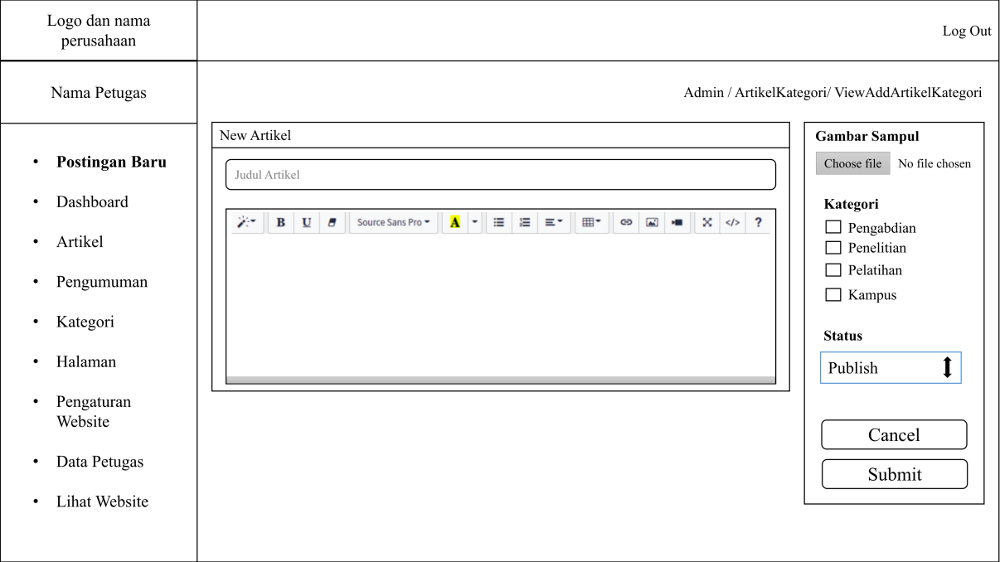 Logo dan nama
perusahaan
Log Out
Nama Petugas
Admin / ArtikelKategori/ ViewAddArtikelKategori
• Postingan Baru
• Dashboard
• Artikel
• Pengumuman
• Kategori
• Halaman
• Pengaturan
Website
• Data Petugas
• Lihat Website
New Artikel
Judul Artikel
B U Source Sans Pro A </> ?
Gambar Sampul
Choose file No file chosen
Kategori
Pengabdian
Penelitian
Pelatihan
Kampus
Status
Publish
Cancel
Submit